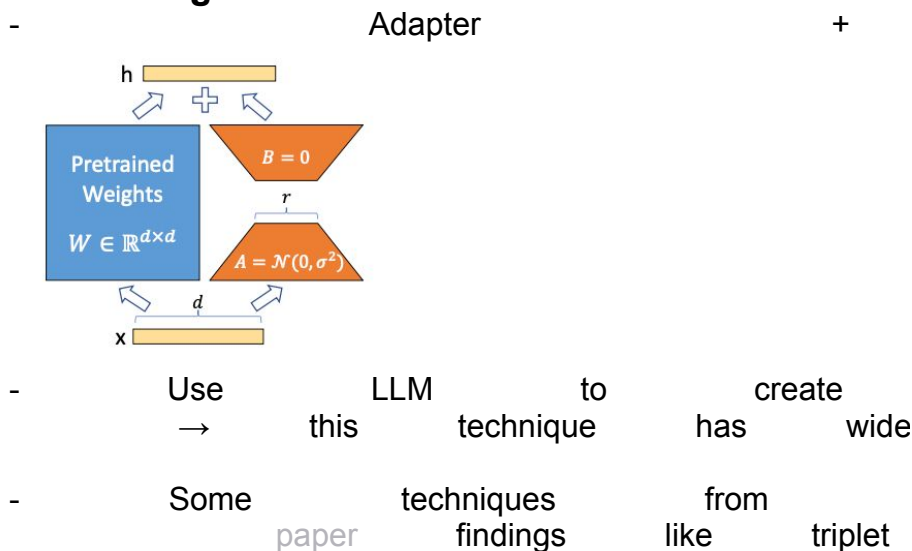 - Adapter +
h
Pretrained
Weights
W ∈ ℝ^{d×d}
B = 0
r
A = 𝒩(0, σ²)
d
x
- Use LLM to create
→ this technique has wide
- Some techniques from
paper findings like triplet